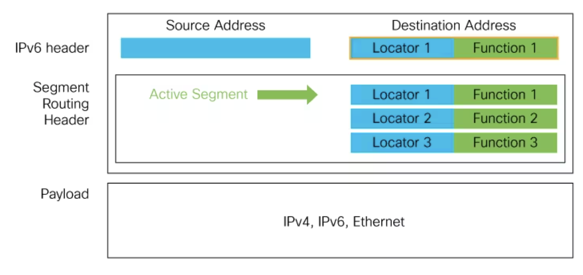 Source Address
Destination Address
IPv6 header
Locator 1
Function 1
Segment
Routing
Header
Active Segment
Locator 1
Function 1
Locator 2
Function 2
Locator 3
Function 3
Payload
IPv4, IPv6, Ethernet